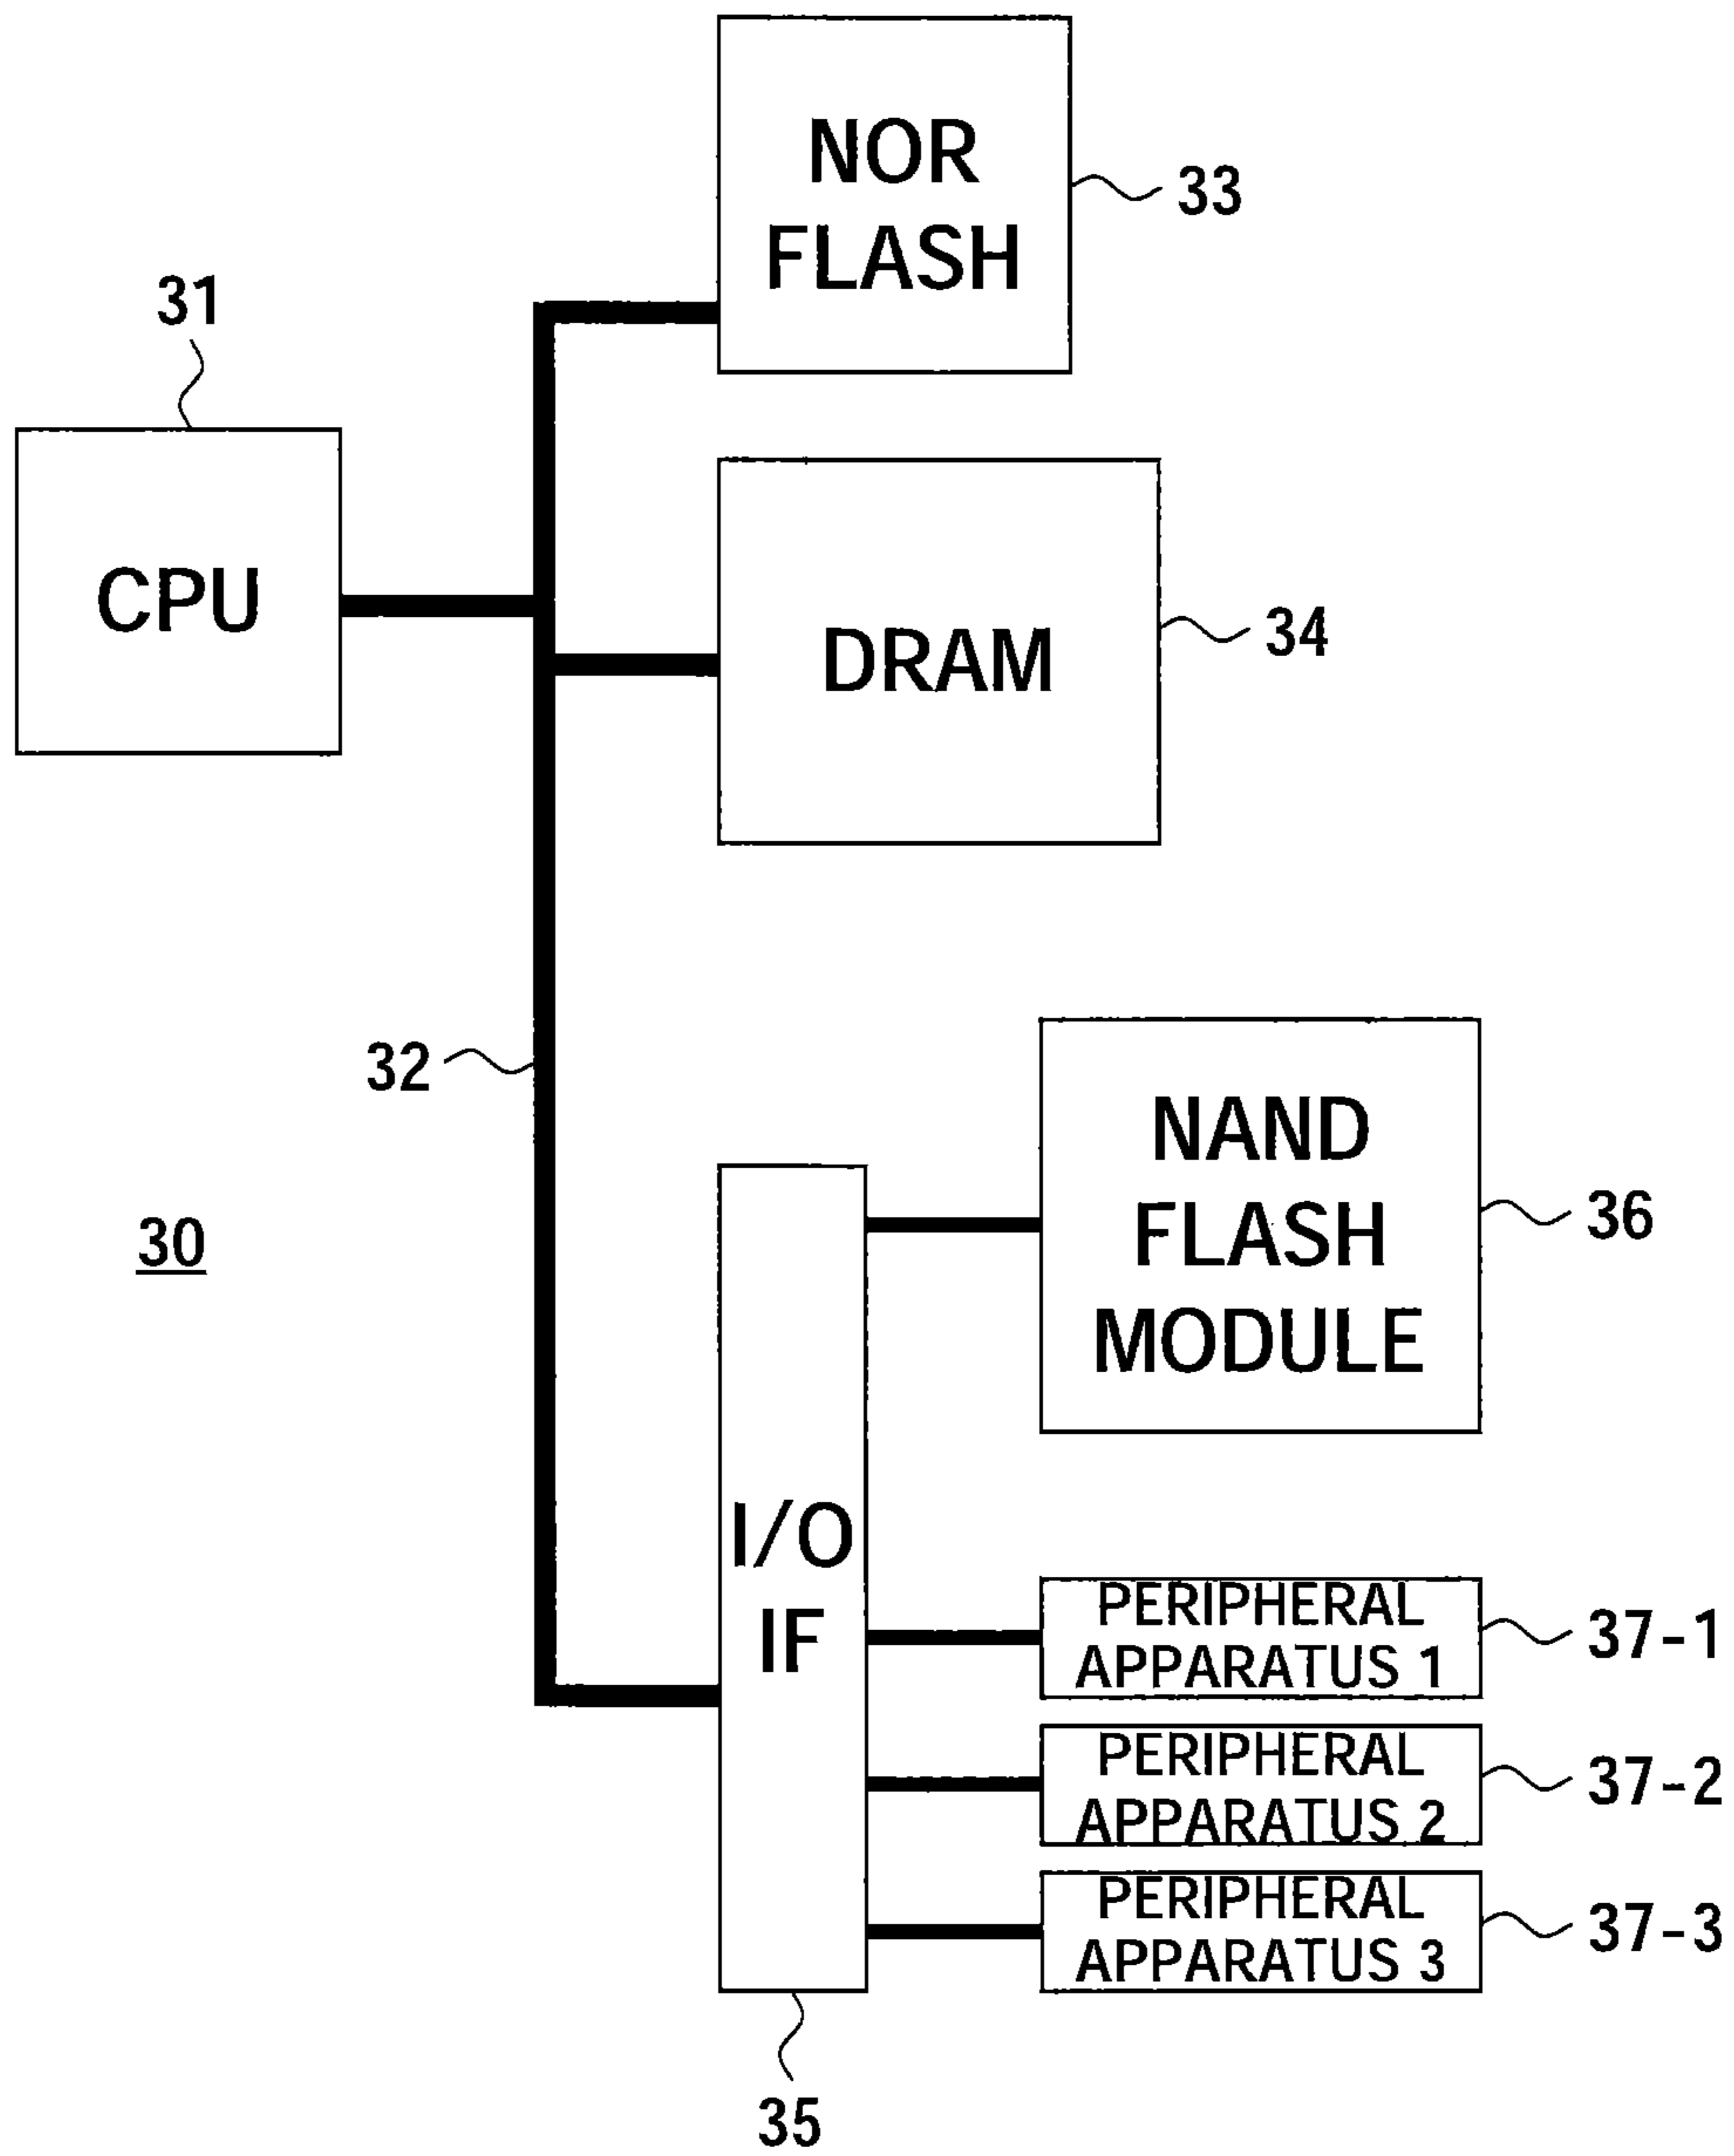 NOR
FLASH
33
31
CPU
DRAM
34
32
NAND
FLASH
MODULE
36
30
I/O
IF
PERIPHERAL
APPARATUS 1
37-1
PERIPHERAL
APPARATUS 2
37-2
PERIPHERAL
APPARATUS 3
37-3
35